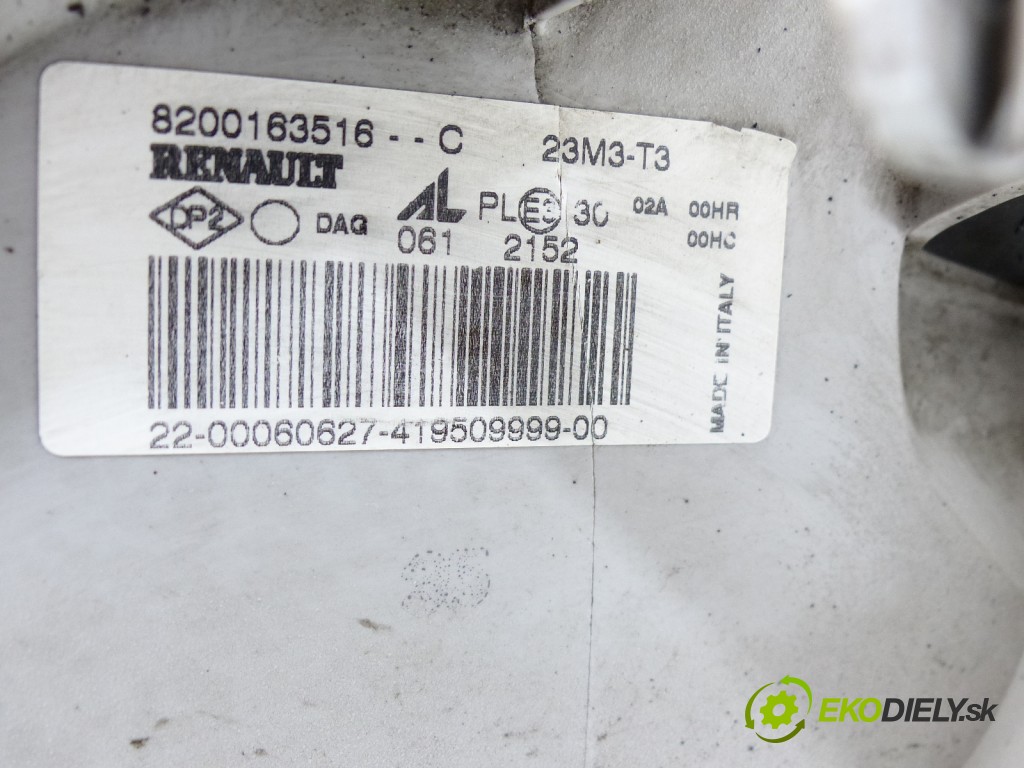 8200163516 - - C 23M3-T3
RENAULT
DP2 DAG AL PL E3 30 02A 00HR
061 2152 00HC
MADE IN ITALY
22-00060627-419509999-00
EKODIELY.sk